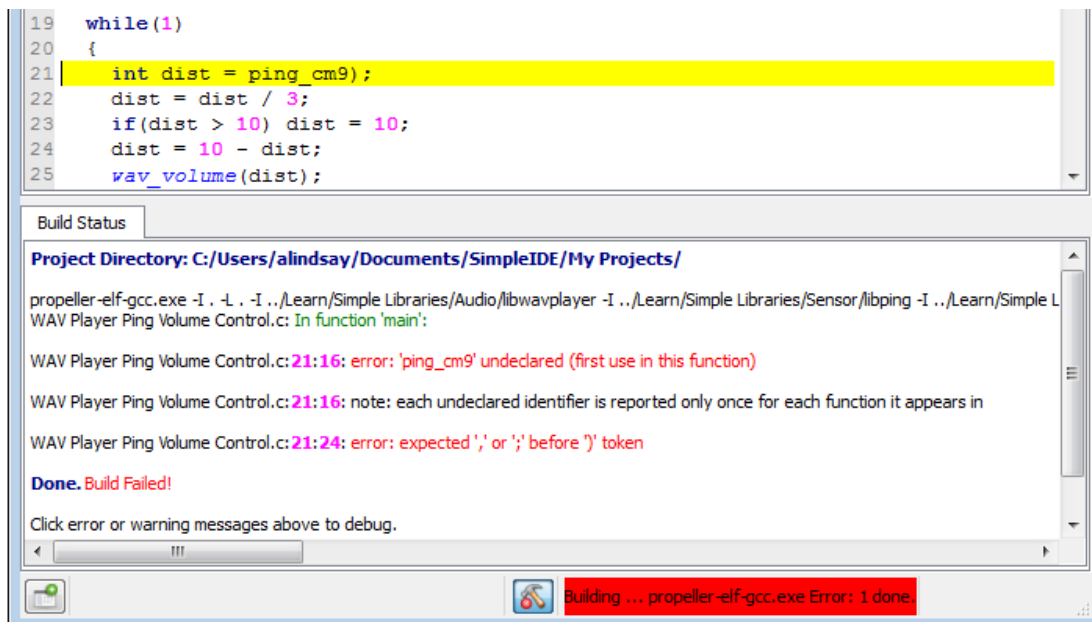 19 while(1)
20 {
21 int dist = ping_cm9);
22 dist = dist / 3;
23 if(dist > 10) dist = 10;
24 dist = 10 - dist;
25 wav_volume(dist);
Build Status
Project Directory: C:/Users/alindsay/Documents/SimpleIDE/My Projects/
propeller-elf-gcc.exe -I . -L . -I ../Learn/Simple Libraries/Audio/libwavplayer -I ../Learn/Simple Libraries/Sensor/libping -I ../Learn/Simple L
WAV Player Ping Volume Control.c: In function 'main':
WAV Player Ping Volume Control.c:21:16: error: 'ping_cm9' undeclared (first use in this function)
WAV Player Ping Volume Control.c:21:16: note: each undeclared identifier is reported only once for each function it appears in
WAV Player Ping Volume Control.c:21:24: error: expected ',' or ';' before ')' token
Done. Build Failed!
Click error or warning messages above to debug.
Building ... propeller-elf-gcc.exe Error: 1 done.